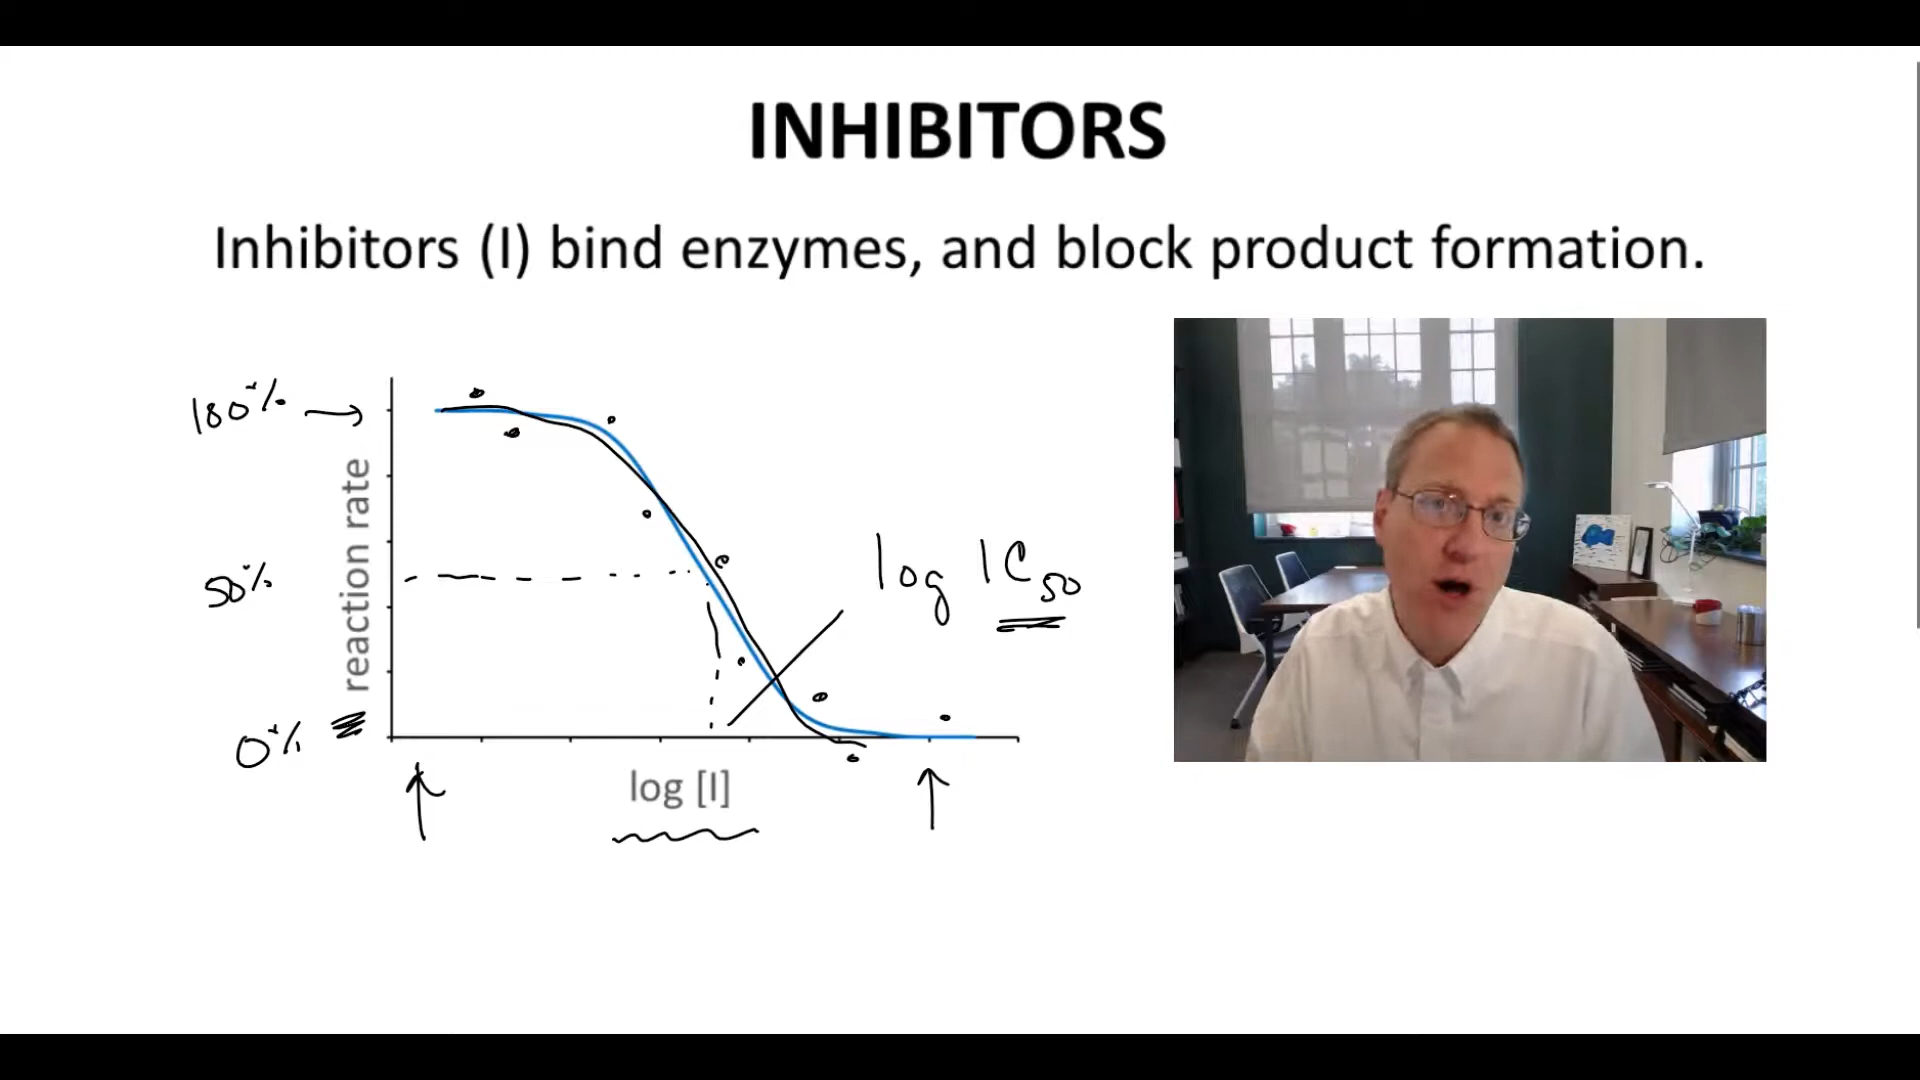 INHIBITORS
Inhibitors (I) bind enzymes, and block product formation.
100%
50%
0%
reaction rate
log IC50
log [I]